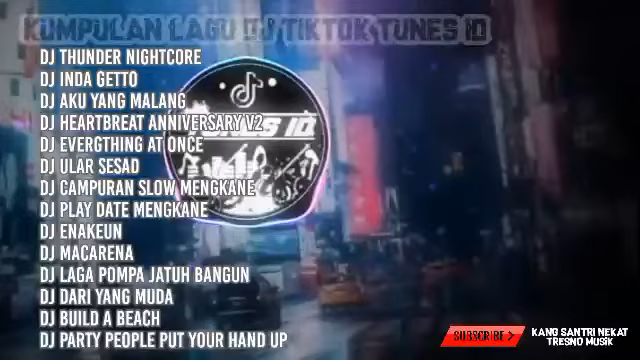 KUMPULAN LAGU DJ TIKTOK TUNES ID
DJ THUNDER NIGHTCORE
DJ INDA GETTO
DJ AKU YANG MALANG
DJ HEARTBREAT ANNIVERSARY V2
TUNES ID
DJ EVERGTHING AT ONCE
DJ ULAR SESAD
DJ CAMPURAN SLOW MENGKANE
DJ PLAY DATE MENGKANE
DJ ENAKEUN
DJ MACARENA
DJ LAGA POMPA JATUH BANGUN
DJ DARI YANG MUDA
DJ BUILD A BEACH
DJ PARTY PEOPLE PUT YOUR HAND UP
SUBSCRIBE
KANG SANTRI NEKAT
TRESNO MUSIK